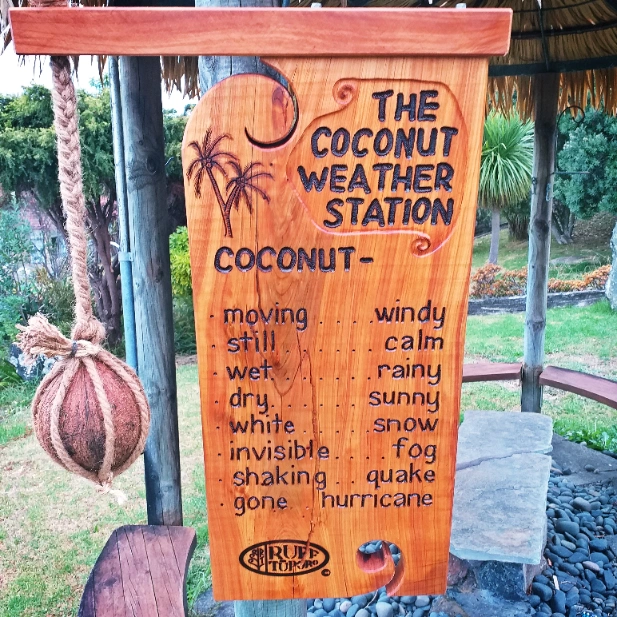 THE
COCONUT
WEATHER
STATION
COCONUT-
· moving . . . . windy
· still . . . . . . . calm
· wet . . . . . . . rainy
· dry . . . . . . . sunny
· white . . . . . snow
· invisible . . . . fog
· shaking . . quake
· gone hurricane
RUFF